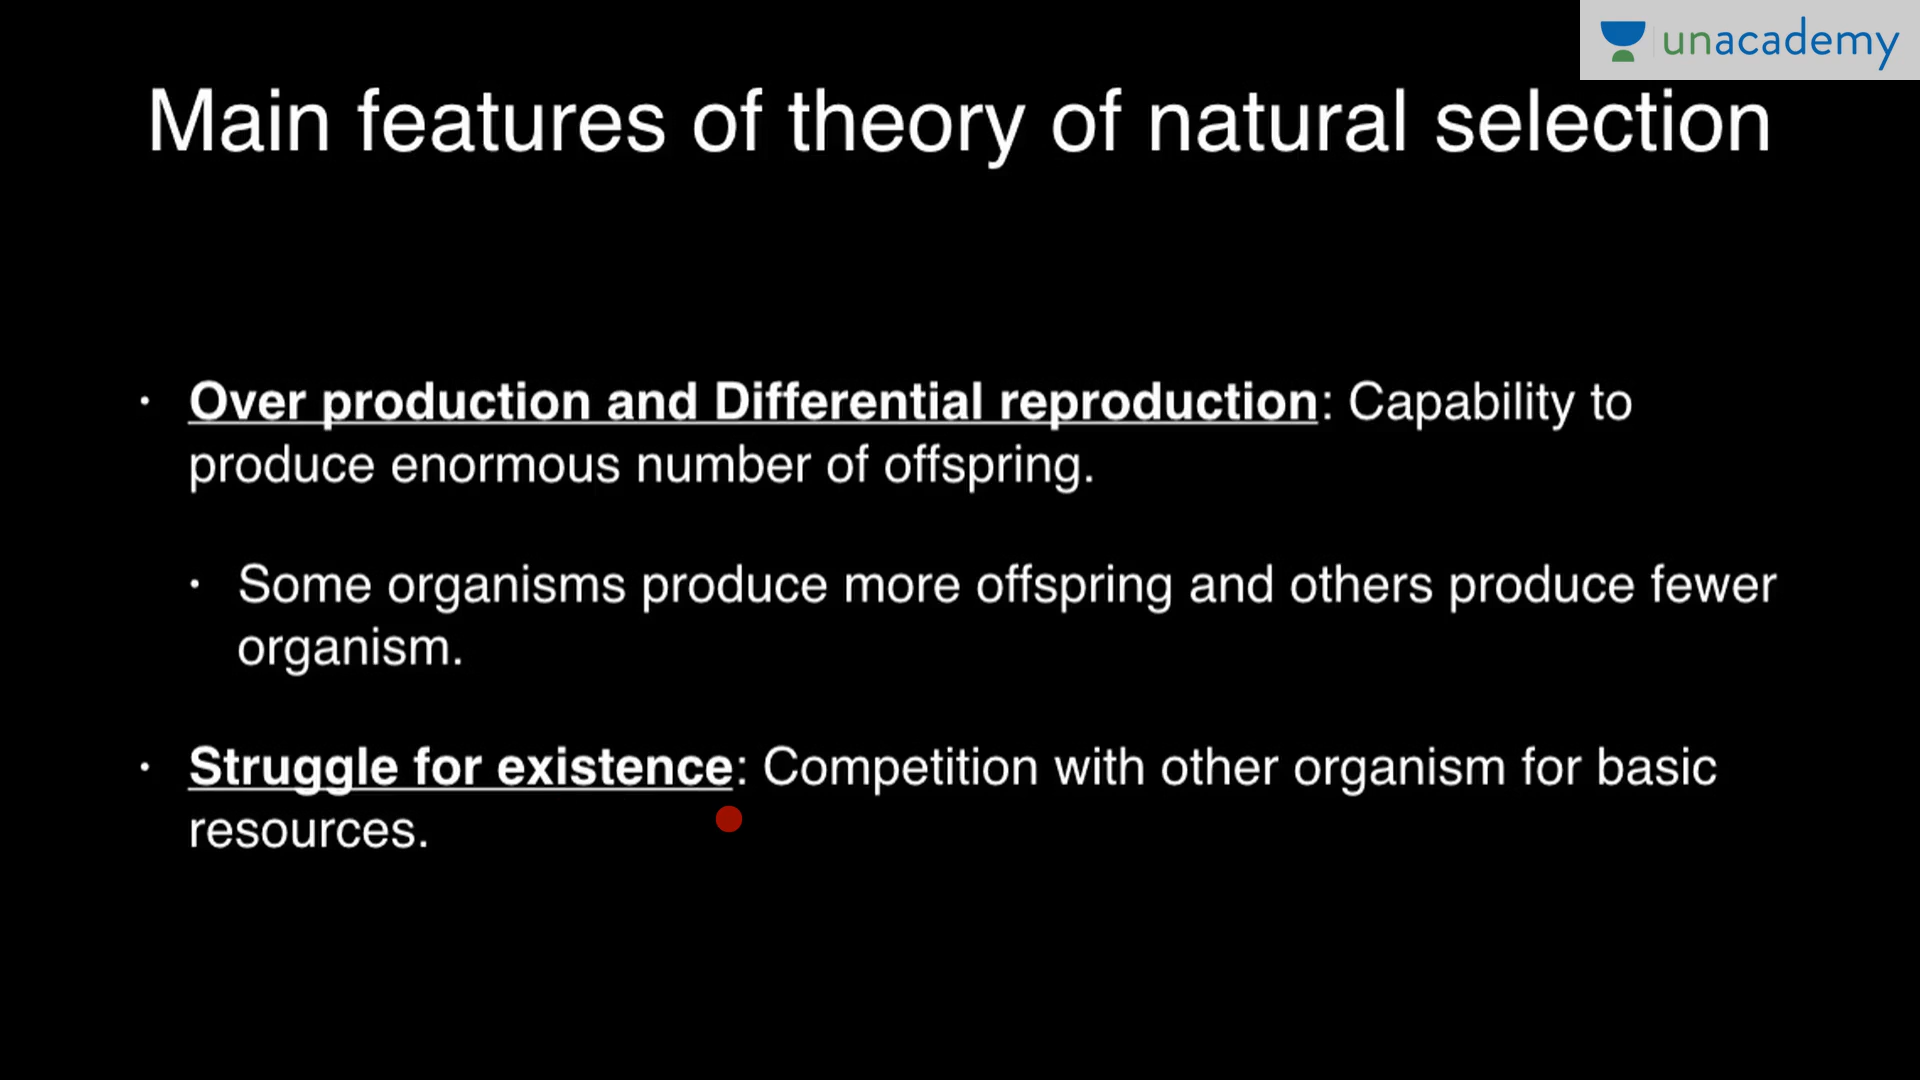 unacademy
Main features of theory of natural selection
• Over production and Differential reproduction: Capability to
produce enormous number of offspring.
• Some organisms produce more offspring and others produce fewer
organism.
• Struggle for existence: Competition with other organism for basic
resources.